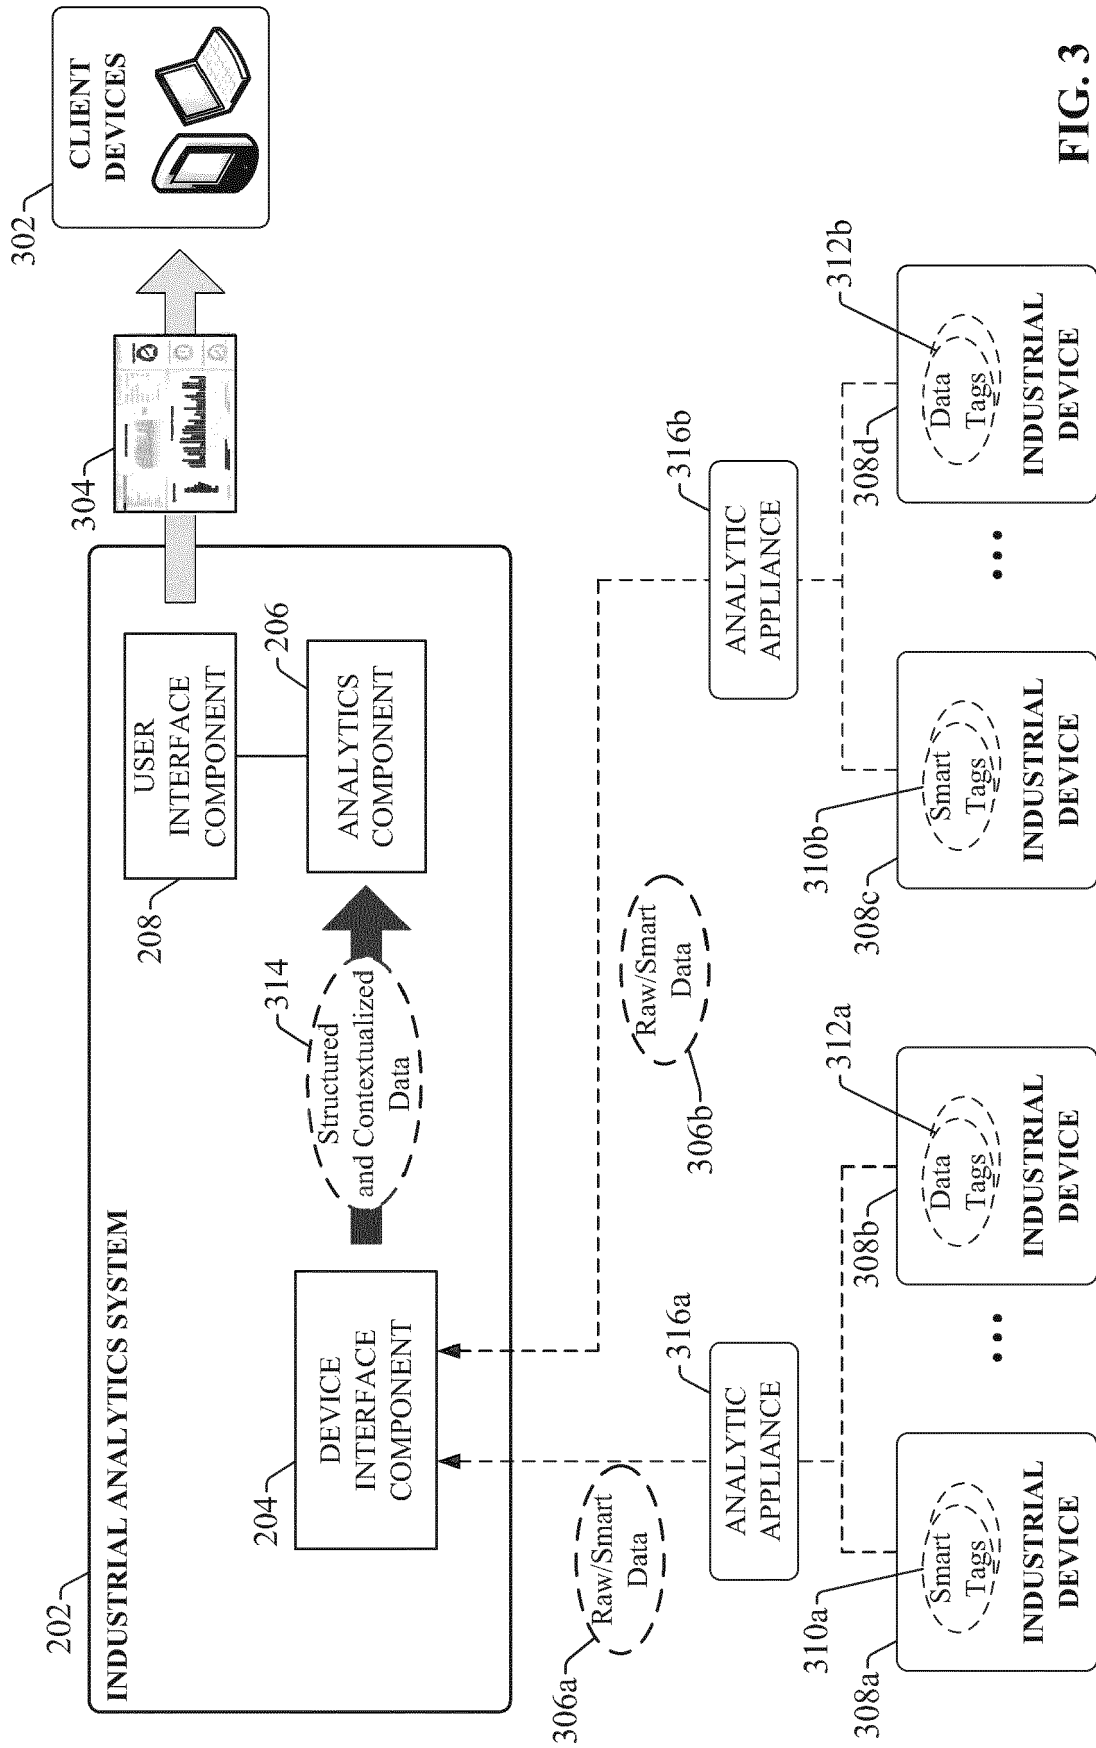 302
CLIENT
DEVICES
304
202
INDUSTRIAL ANALYTICS SYSTEM
208
USER
INTERFACE
COMPONENT
206
ANALYTICS
COMPONENT
314
Structured
and Contextualized
Data
204
DEVICE
INTERFACE
COMPONENT
306a
Raw/Smart
Data
306b
Raw/Smart
Data
316a
ANALYTIC
APPLIANCE
316b
ANALYTIC
APPLIANCE
308a
310a
Smart
Tags
INDUSTRIAL
DEVICE
...
308b
312a
Data
Tags
INDUSTRIAL
DEVICE
308c
310b
Smart
Tags
INDUSTRIAL
DEVICE
...
308d
312b
Data
Tags
INDUSTRIAL
DEVICE
FIG. 3